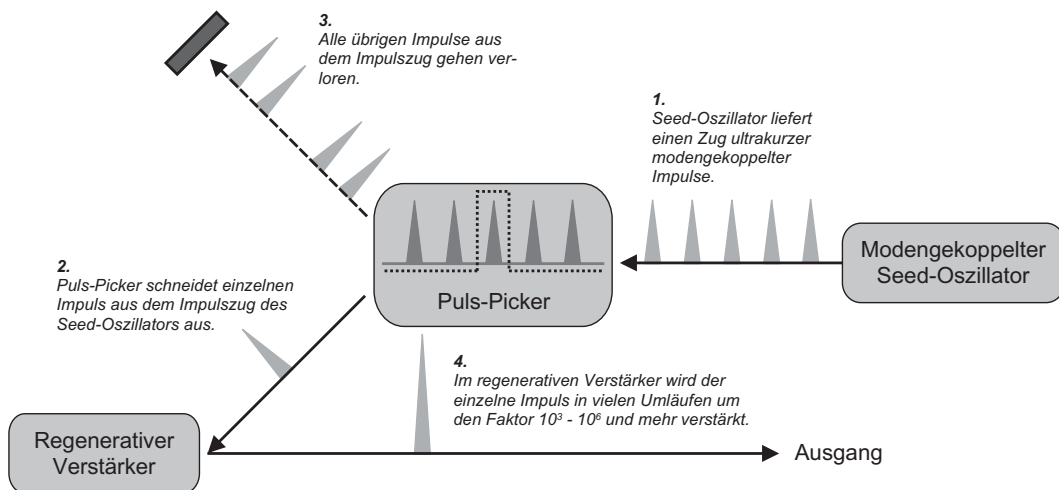 3.
Alle übrigen Impulse aus
dem Impulszug gehen ver-
loren.
1.
Seed-Oszillator liefert
einen Zug ultrakurzer
modengekoppelter
Impulse.
Modengekoppelter
Seed-Oszillator
Puls-Picker
2.
Puls-Picker schneidet einzelnen
Impuls aus dem Impulszug des
Seed-Oszillators aus.
4.
Im regenerativen Verstärker wird der
einzelne Impuls in vielen Umläufen um
den Faktor 10³ - 10⁶ und mehr verstärkt.
Regenerativer
Verstärker
Ausgang